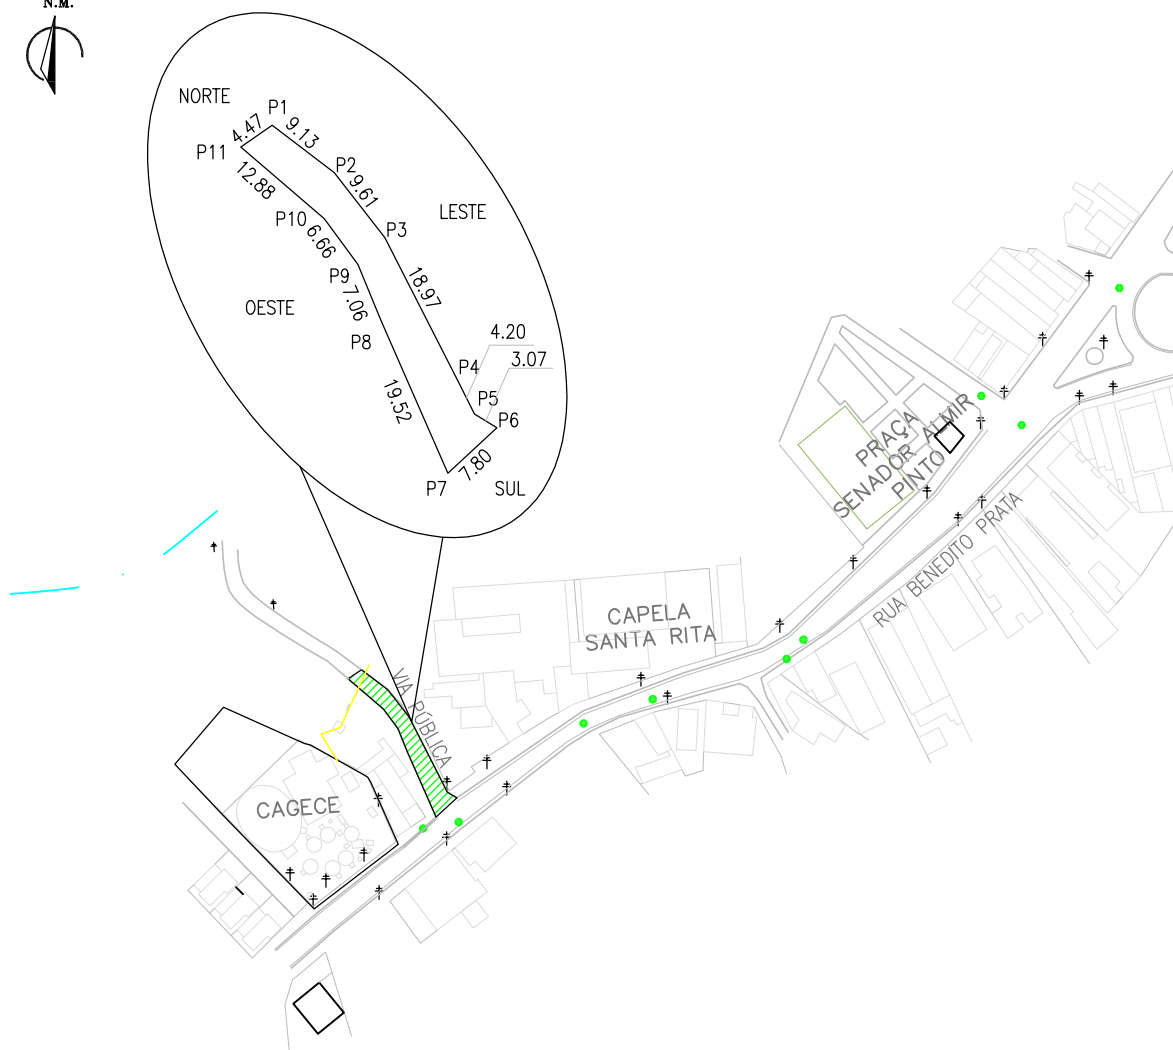 N.M.
NORTE
P1
4.47
9.13
P11
P2
12.88
9.61
LESTE
P10
P3
6.66
P9
18.97
7.06
OESTE
P8
4.20
3.07
P4
19.52
P5
P6
7.80
P7
SUL
PRAÇA
SENADOR ALMIR
PINTO
RUA BENEDITO PRATA
CAPELA
SANTA RITA
VIA PÚBLICA
CAGECE